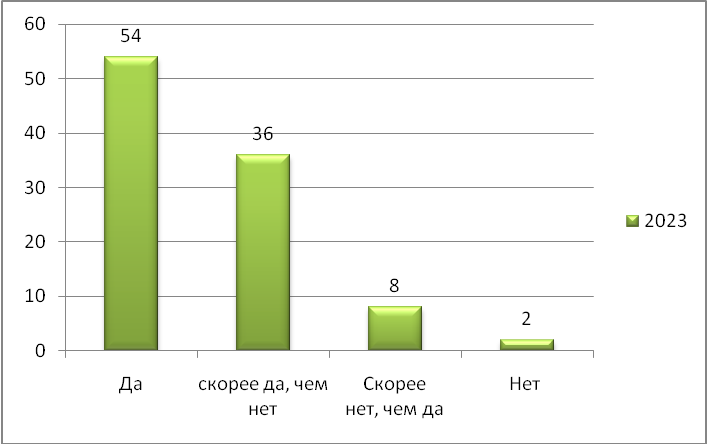 60
54
50
40
36
30
2023
20
8
10
2
0
Да
скорее да, чем
нет
Скорее
нет, чем да
Нет